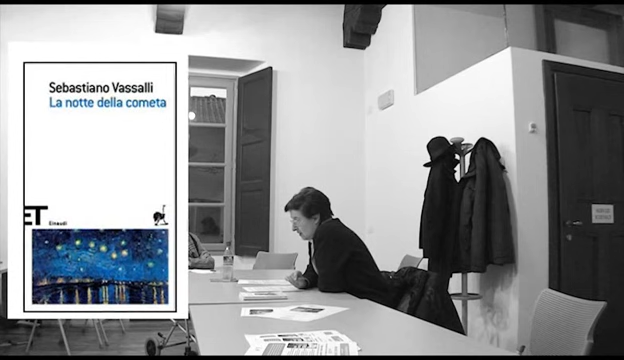 Sebastiano Vassalli
La notte della cometa
ET Einaudi